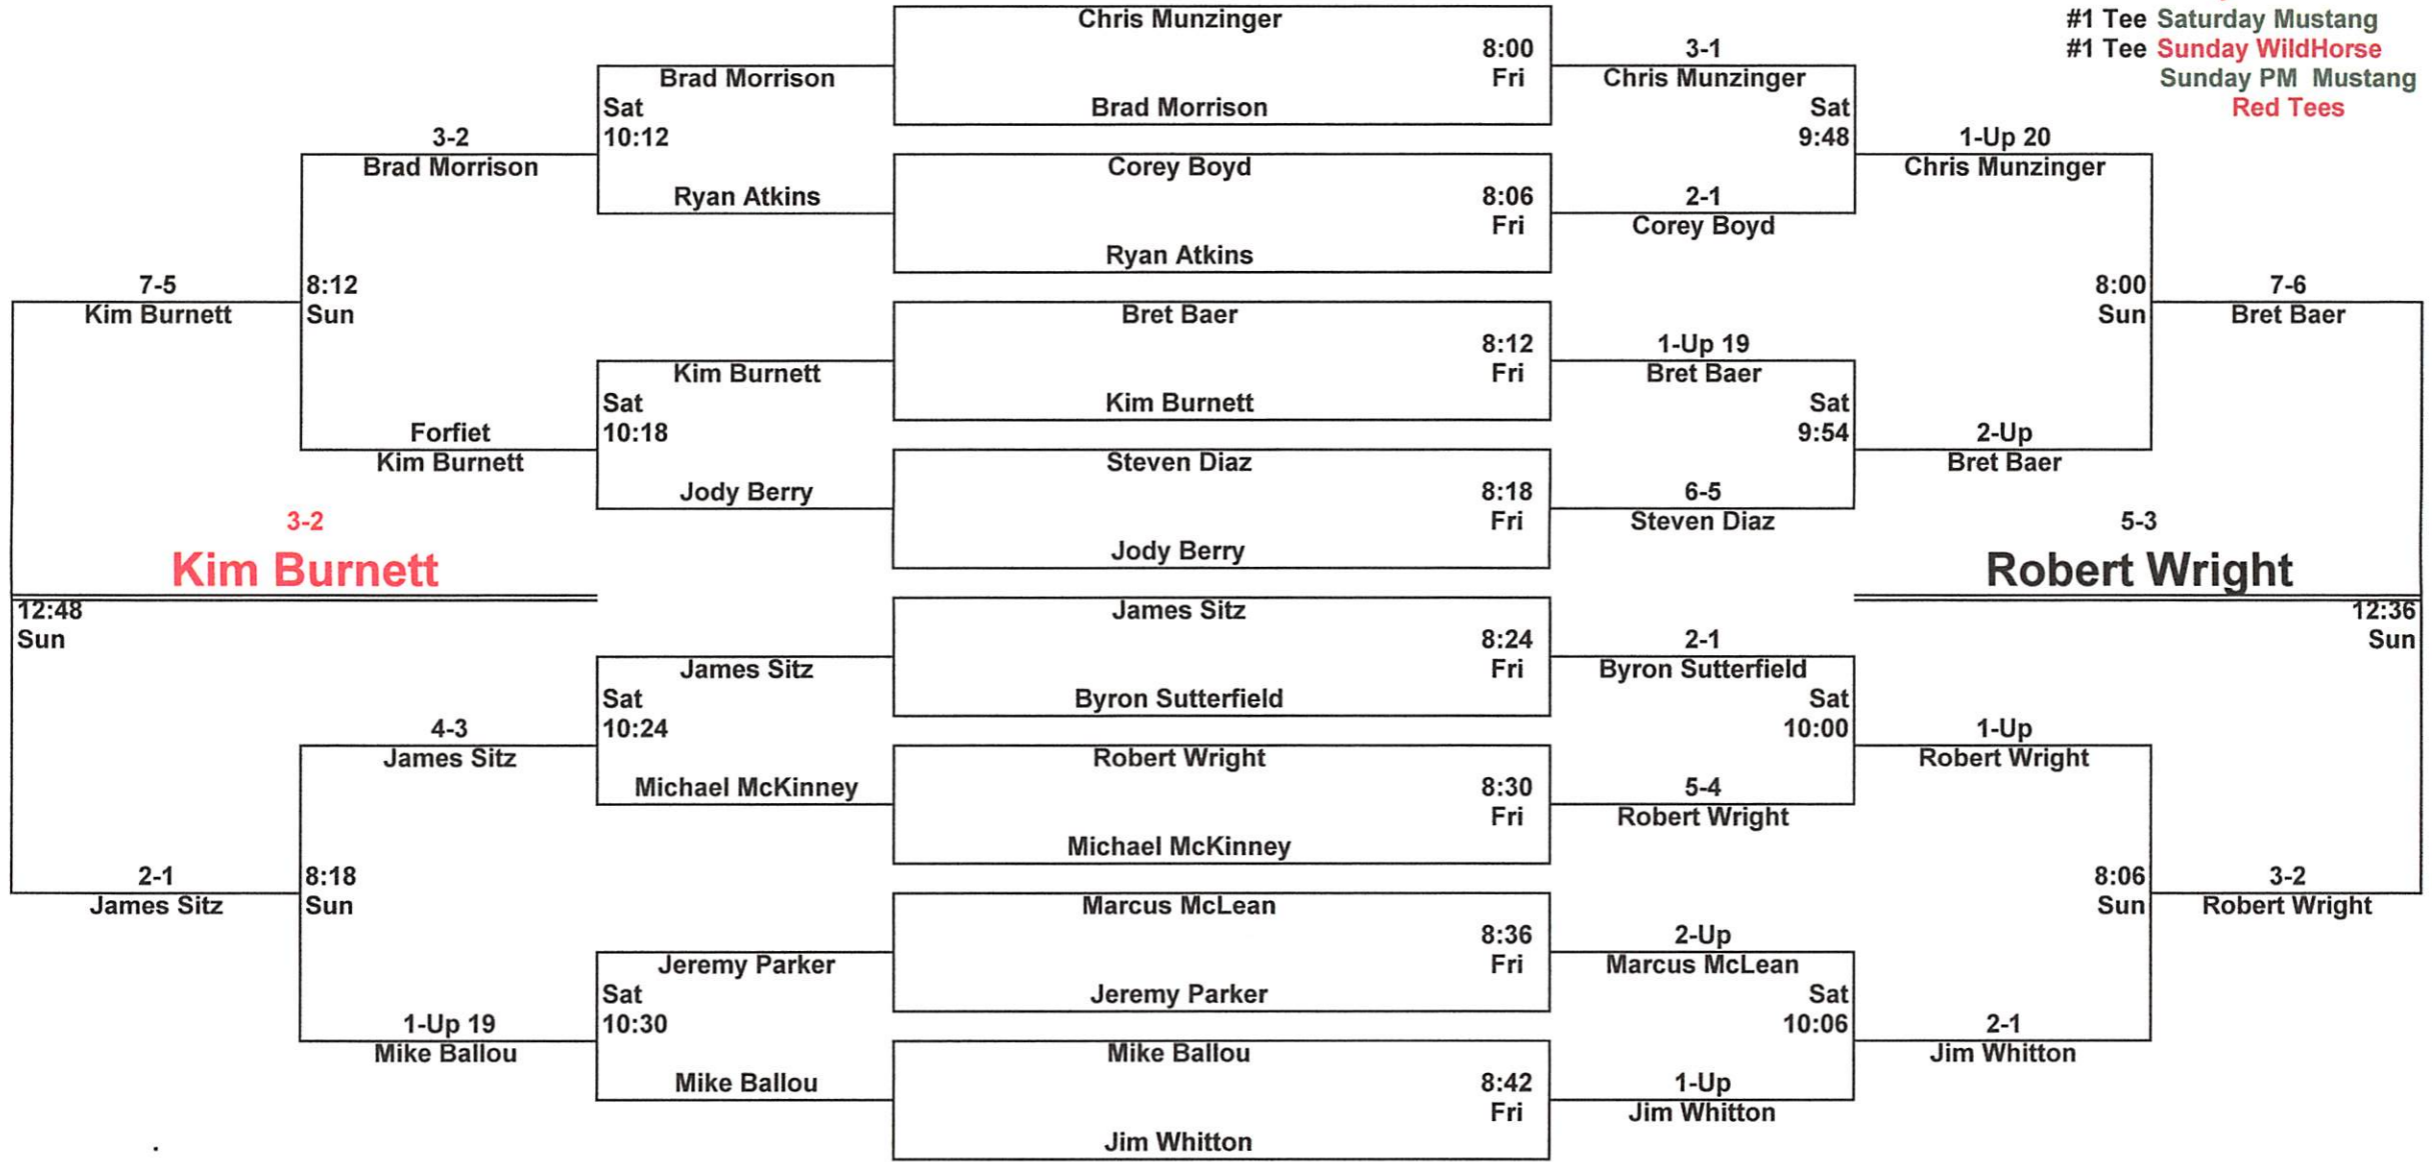 Chris Munzinger
#1 Tee Saturday Mustang
8:00 3-1 #1 Tee Sunday WildHorse
Brad Morrison Fri Chris Munzinger Sunday PM Mustang
Sat Brad Morrison Sat Red Tees
3-2 10:12 9:48 1-Up 20
Brad Morrison Corey Boyd Chris Munzinger
Ryan Atkins 8:06 2-1
Fri Corey Boyd
Ryan Atkins
7-5 8:12 8:00 7-6
Kim Burnett Sun Bret Baer Sun Bret Baer
8:12 1-Up 19
Kim Burnett Fri Bret Baer
Sat Kim Burnett Sat
Forfiet 10:18 9:54 2-Up
Kim Burnett Steven Diaz Bret Baer
Jody Berry 8:18 6-5
3-2 Fri Steven Diaz 5-3
Jody Berry
Kim Burnett Robert Wright
12:48 James Sitz 12:36
Sun 8:24 2-1 Sun
James Sitz Fri Byron Sutterfield
Sat Byron Sutterfield Sat
4-3 10:24 10:00 1-Up
James Sitz Robert Wright Robert Wright
Michael McKinney 8:30 5-4
Fri Robert Wright
Michael McKinney
2-1 8:18 8:06 3-2
James Sitz Sun Marcus McLean Sun Robert Wright
8:36 2-Up
Jeremy Parker Fri Marcus McLean
Sat Jeremy Parker Sat
1-Up 19 10:30 10:06 2-1
Mike Ballou Mike Ballou Jim Whitton
Mike Ballou 8:42 1-Up
Fri Jim Whitton
Jim Whitton